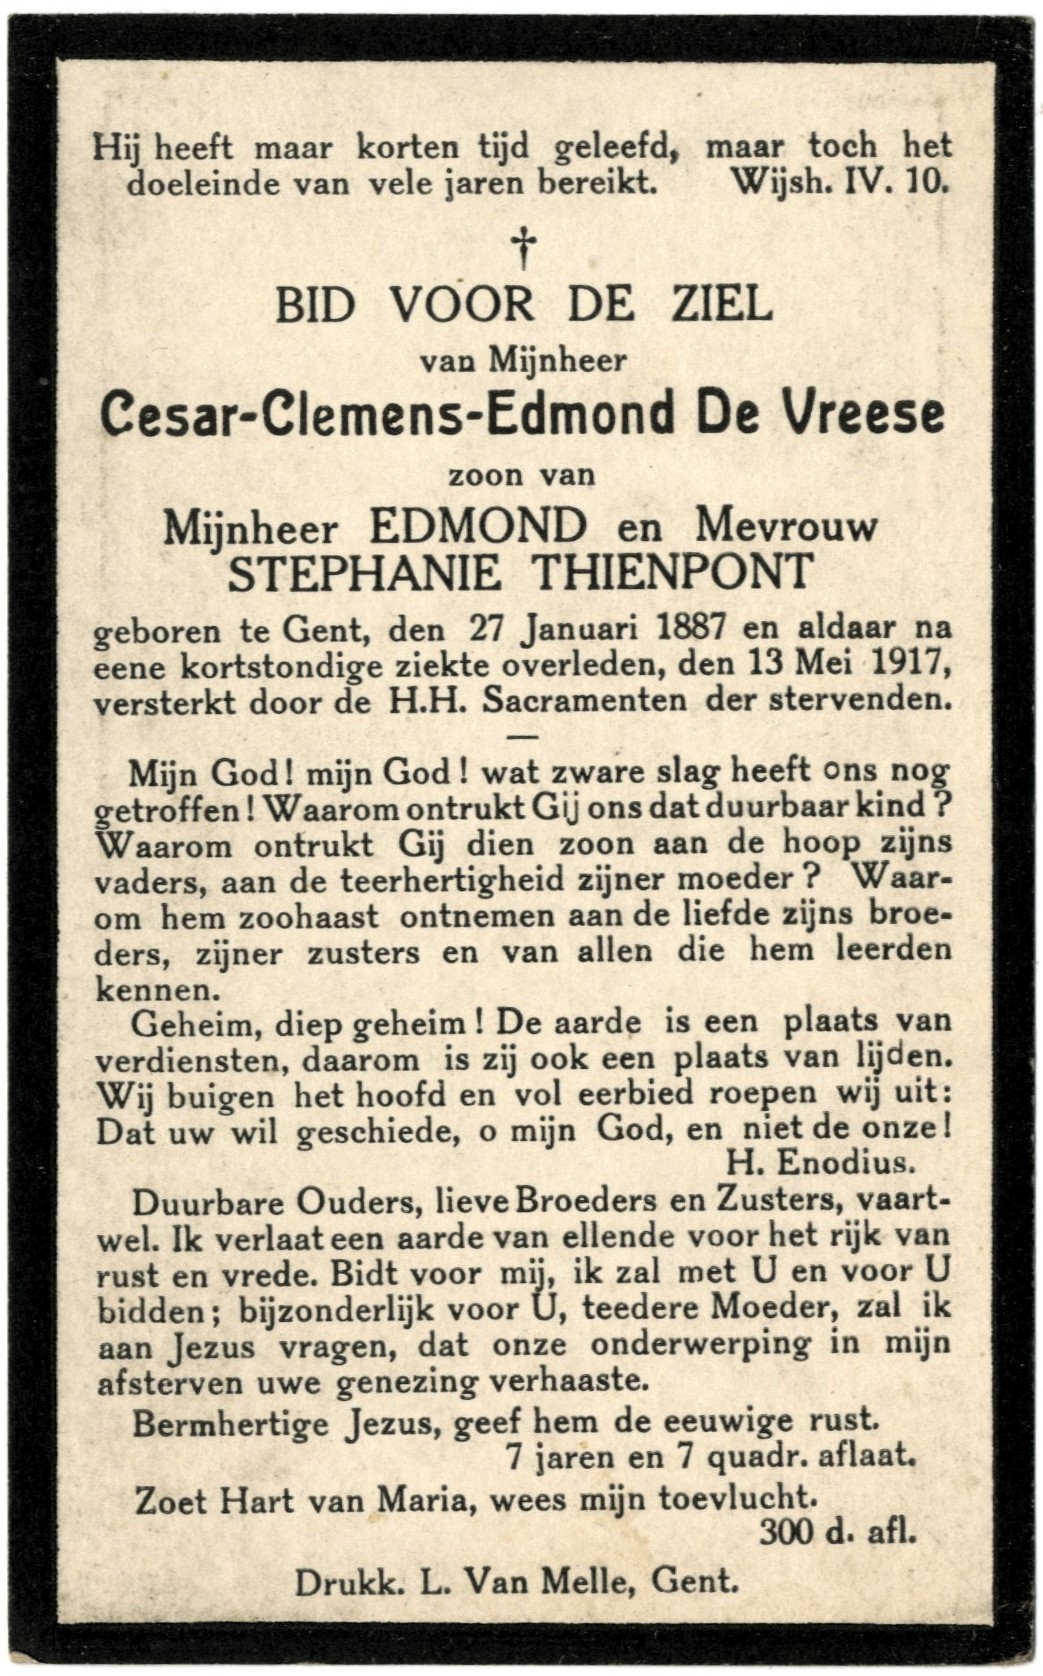 Hij heeft maar korten tijd geleefd, maar toch het
doeleinde van vele jaren bereikt. Wijsh. IV. 10.
†
BID VOOR DE ZIEL
van Mijnheer
Cesar-Clemens-Edmond De Vreese
zoon van
Mijnheer EDMOND en Mevrouw
STEPHANIE THIENPONT
geboren te Gent, den 27 Januari 1887 en aldaar na
eene kortstondige ziekte overleden, den 13 Mei 1917,
versterkt door de H.H. Sacramenten der stervenden.
—
Mijn God! mijn God! wat zware slag heeft ons nog
getroffen! Waarom ontrukt Gij ons dat duurbaar kind?
Waarom ontrukt Gij dien zoon aan de hoop zijns
vaders, aan de teerhertigheid zijner moeder? Waar-
om hem zoohaast ontnemen aan de liefde zijns broe-
ders, zijner zusters en van allen die hem leerden
kennen.
Geheim, diep geheim! De aarde is een plaats van
verdiensten, daarom is zij ook een plaats van lijden.
Wij buigen het hoofd en vol eerbied roepen wij uit:
Dat uw wil geschiede, o mijn God, en niet de onze!
H. Enodius.
Duurbare Ouders, lieve Broeders en Zusters, vaart-
wel. Ik verlaat een aarde van ellende voor het rijk van
rust en vrede. Bidt voor mij, ik zal met U en voor U
bidden; bijzonderlijk voor U, teedere Moeder, zal ik
aan Jezus vragen, dat onze onderwerping in mijn
afsterven uwe genezing verhaaste.
Bermhertige Jezus, geef hem de eeuwige rust.
7 jaren en 7 quadr. aflaat.
Zoet Hart van Maria, wees mijn toevlucht.
300 d. afl.
Drukk. L. Van Melle, Gent.